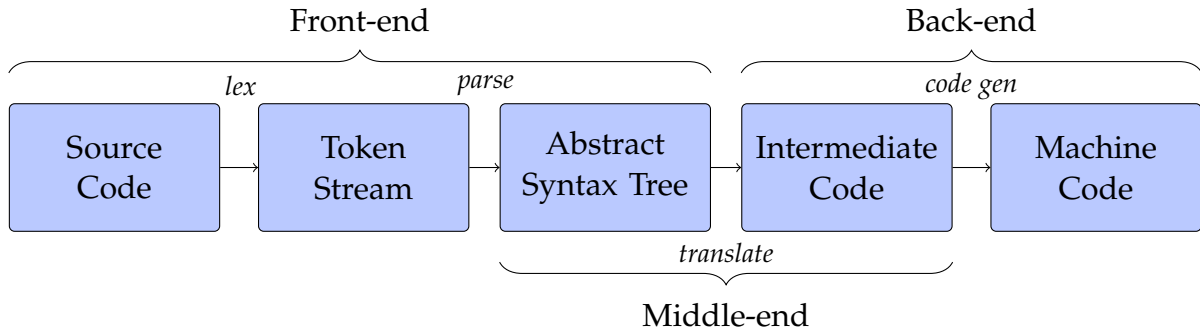 Front-end
Back-end
lex
parse
code gen
Source
Code
Token
Stream
Abstract
Syntax Tree
Intermediate
Code
Machine
Code
translate
Middle-end